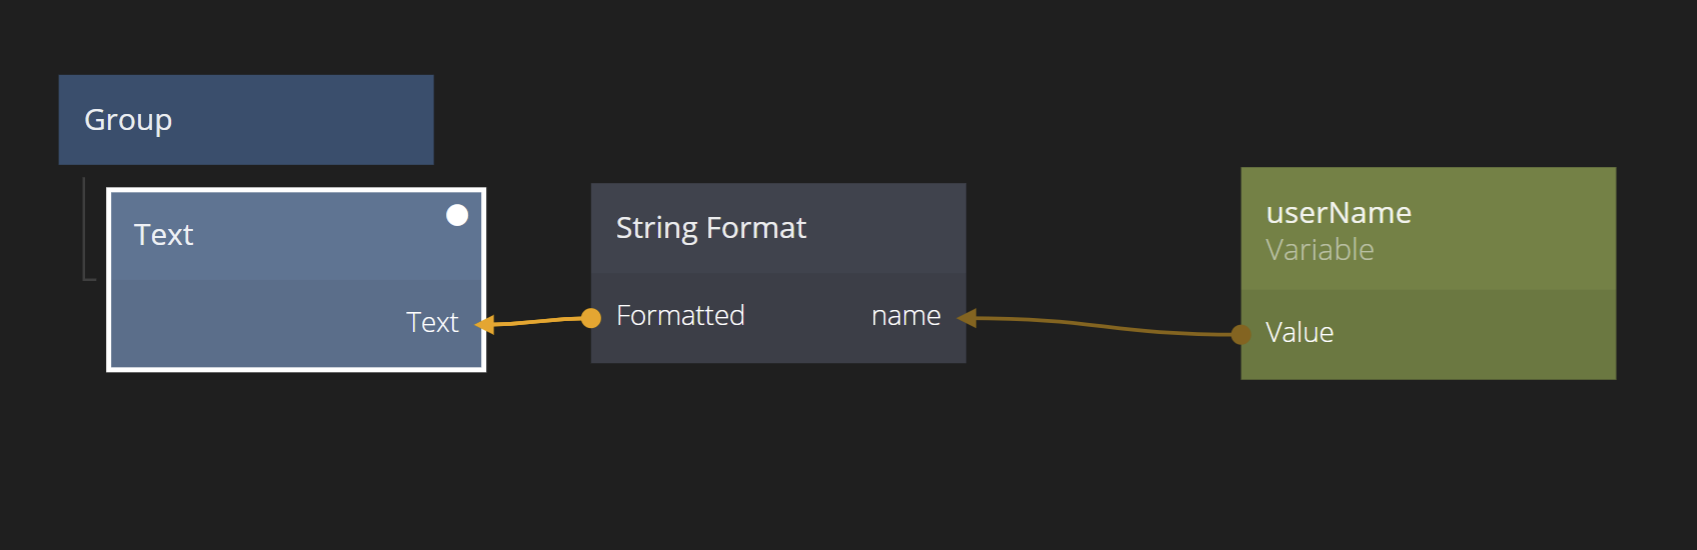 Group
Text
Text
String Format
Formatted name
userName
Variable
Value